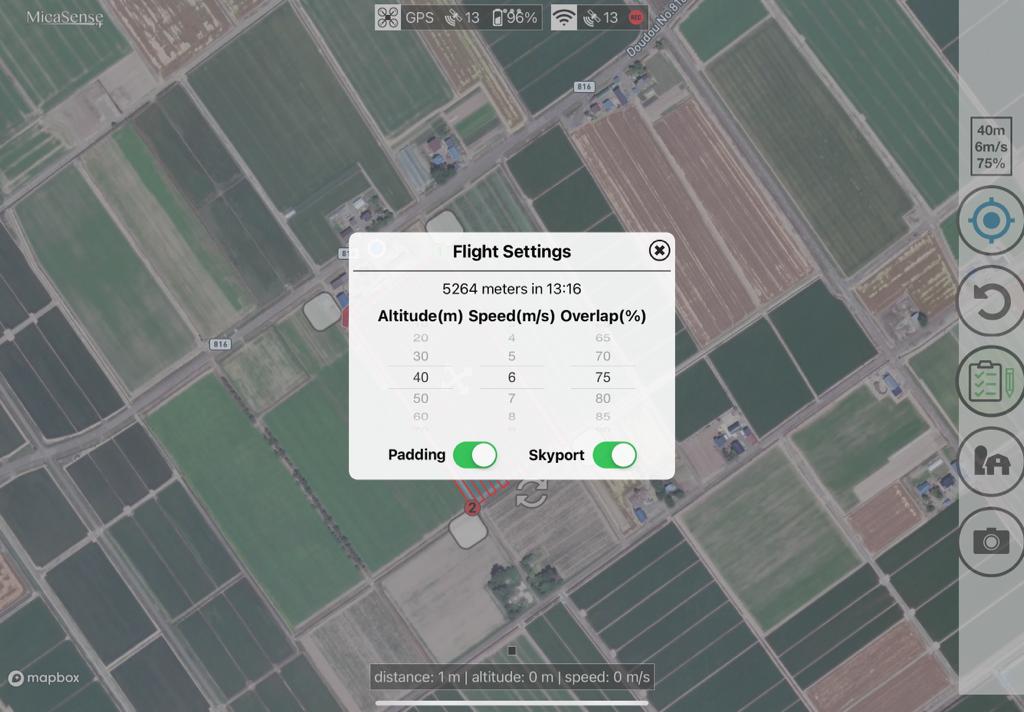 MicaSense
GPS 13 96% 13 REC
Doudou No.816
816
40m
6m/s
75%
Flight Settings
5264 meters in 13:16
Altitude(m) Speed(m/s) Overlap(%)
20 4 65
30 5 70
40 6 75
50 7 80
60 8 85
Padding Skyport
816
2
mapbox
distance: 1 m | altitude: 0 m | speed: 0 m/s